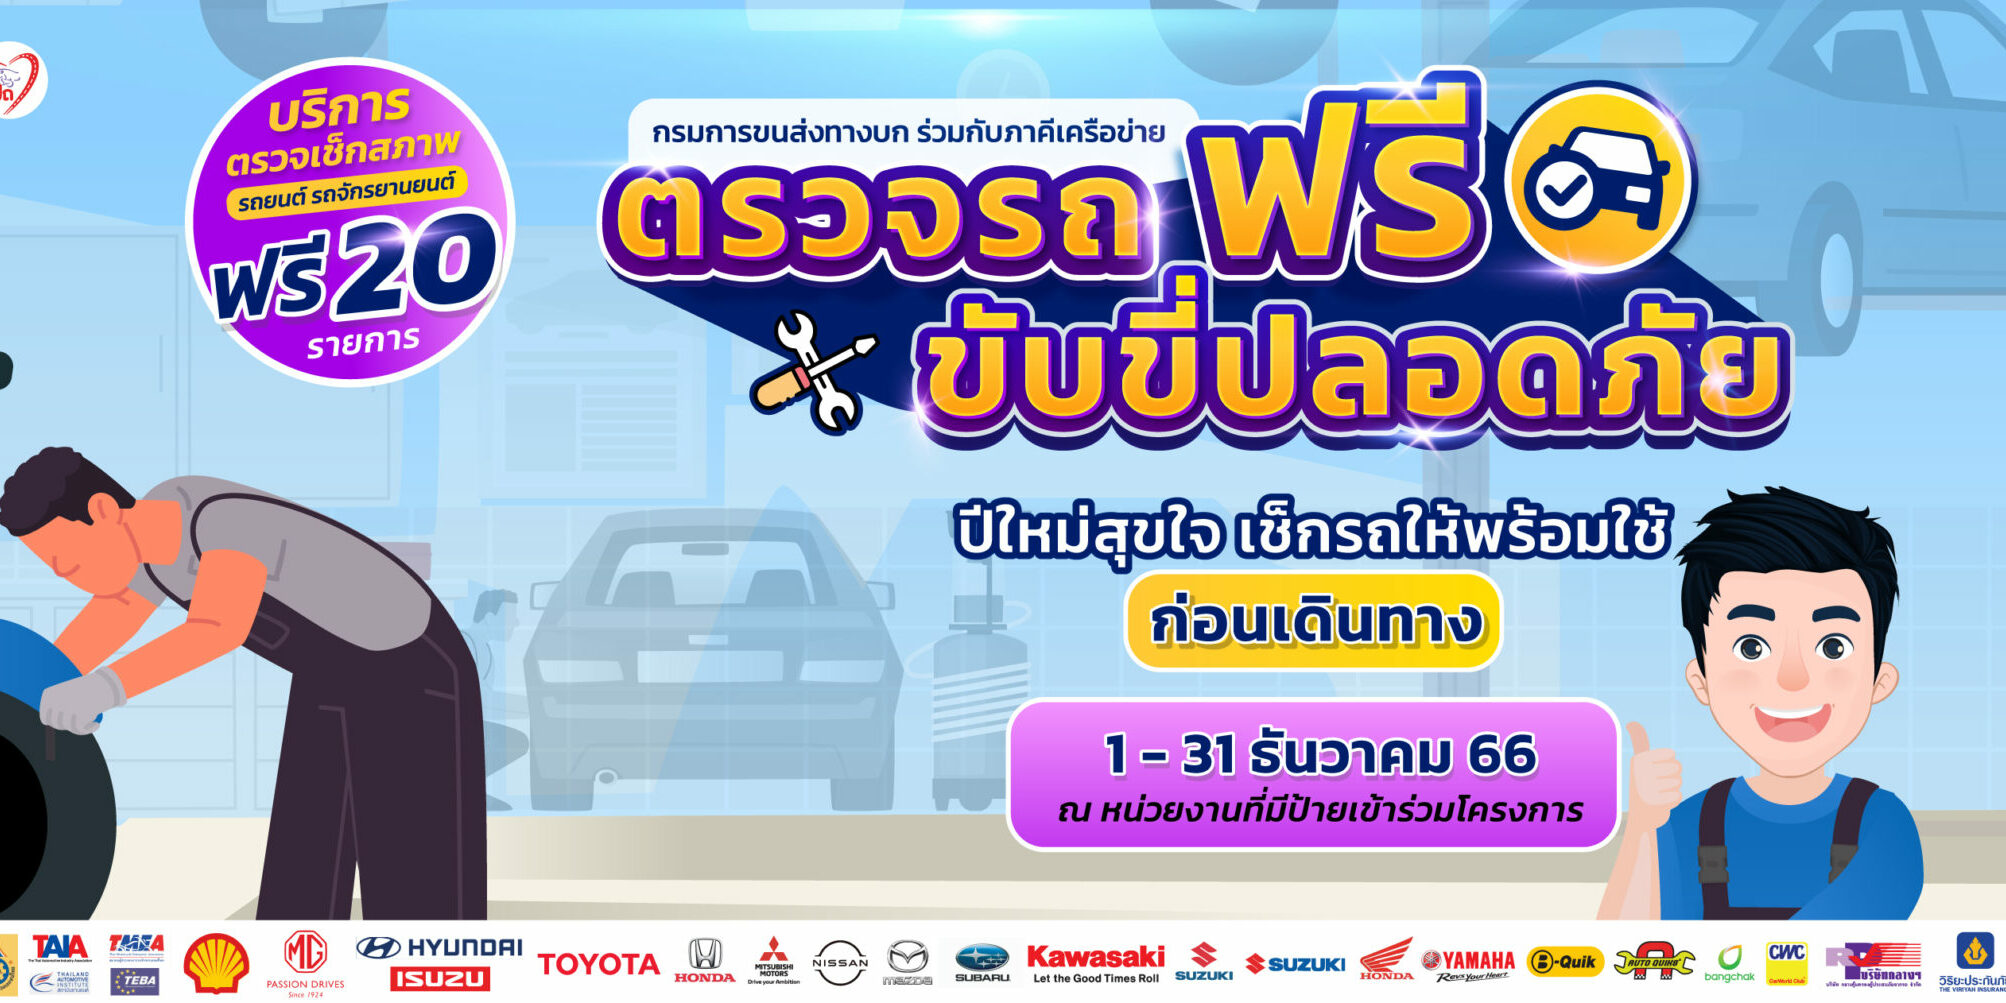 บริการ
ตรวจเช็กสภาพ
รถยนต์ รถจักรยานยนต์
ฟรี 20
รายการ
กรมการขนส่งทางบก ร่วมกับภาคีเครือข่าย
ตรวจรถ ฟรี
ขับขี่ปลอดภัย
ปีใหม่สุขใจ เช็กรถให้พร้อมใช้
ก่อนเดินทาง
1 - 31 ธันวาคม 66
ณ หน่วยงานที่มีป้ายเข้าร่วมโครงการ
TAIA
THAILAND
AUTOMOTIVE
INSTITUTE
TEBA
MG
PASSION DRIVES
Since 1924
HYUNDAI
ISUZU
TOYOTA
HONDA
MITSUBISHI
MOTORS
Drive your Ambition
NISSAN
mazda
SUBARU
Kawasaki
Let the Good Times Roll
SUZUKI
SUZUKI
HONDA
YAMAHA
Revs Your Heart
B-Quik
AUTO QUICK
bangchak
CWC
CarWorld Club
บริษัทกลางฯ
วิริยะประกันภั
THE VIRIYAH INSURANC